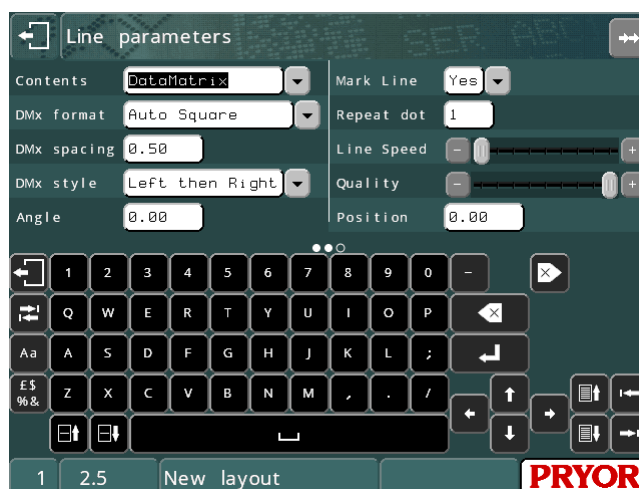 Line parameters
Contents DataMatrix Mark Line Yes
DMx format Auto Square Repeat dot 1
DMx spacing 0.50 Line Speed - +
DMx style Left then Right Quality - +
Angle 0.00 Position 0.00
1 2 3 4 5 6 7 8 9 0 -
Q W E R T Y U I O P
Aa A S D F G H J K L ;
£$ %& Z X C V B N M , . /
1 2.5 New layout PRYOR